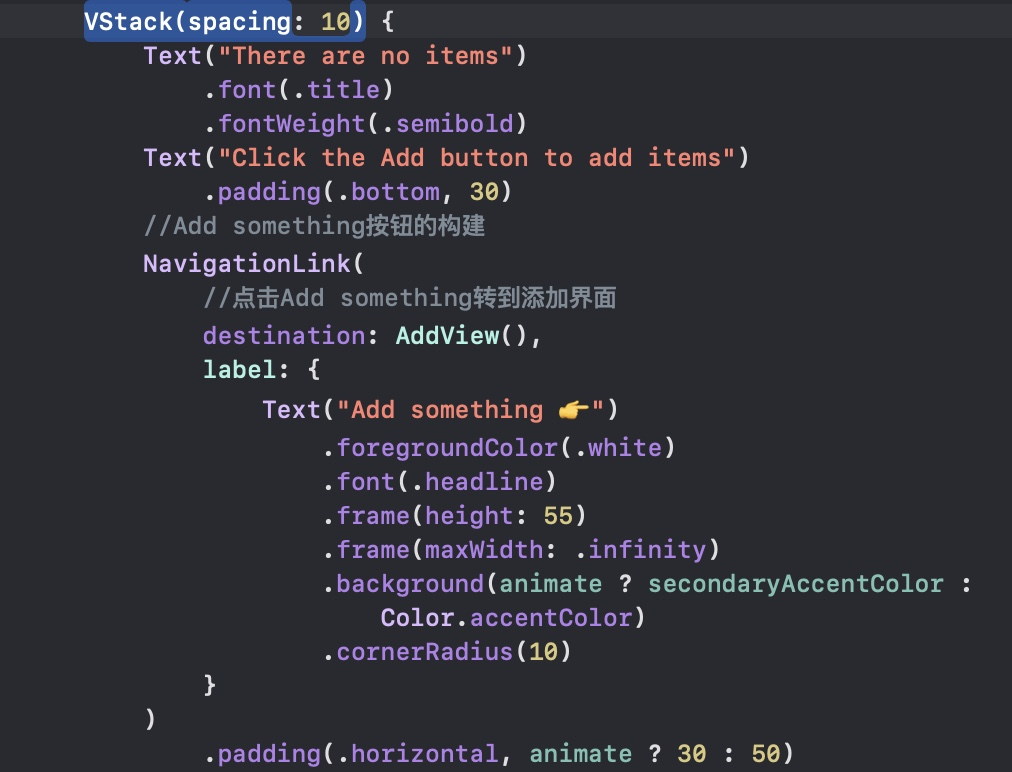 VStack(spacing: 10) {
Text("There are no items")
.font(.title)
.fontWeight(.semibold)
Text("Click the Add button to add items")
.padding(.bottom, 30)
//Add something按钮的构建
NavigationLink(
//点击Add something转到添加界面
destination: AddView(),
label: {
Text("Add something 👉")
.foregroundColor(.white)
.font(.headline)
.frame(height: 55)
.frame(maxWidth: .infinity)
.background(animate ? secondaryAccentColor :
Color.accentColor)
.cornerRadius(10)
}
)
.padding(.horizontal, animate ? 30 : 50)